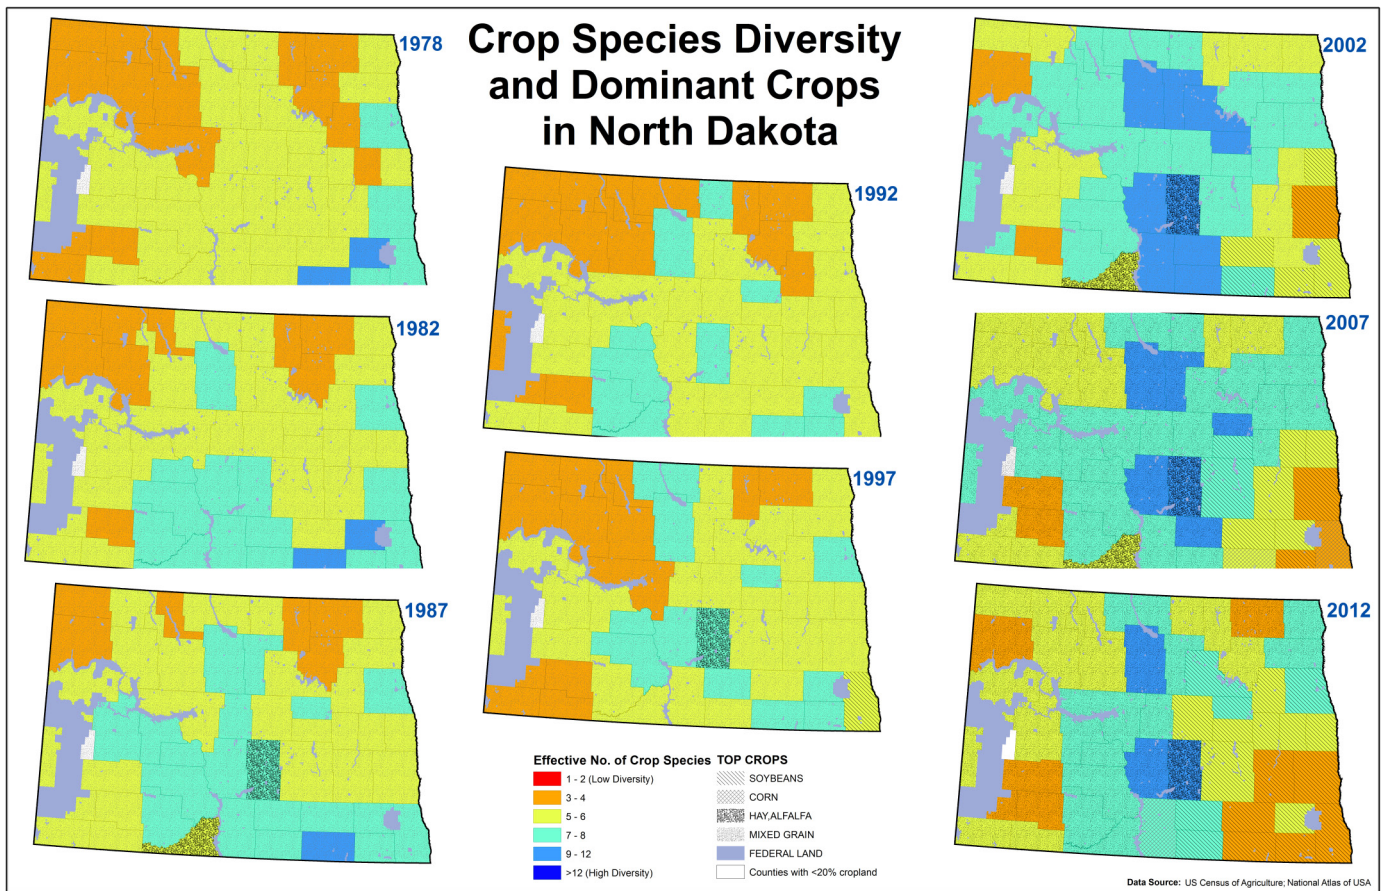 Crop Species Diversity
and Dominant Crops
in North Dakota
1978
1982
1987
1992
1997
2002
2007
2012
Effective No. of Crop Species
1 - 2 (Low Diversity)
3 - 4
5 - 6
7 - 8
9 - 12
>12 (High Diversity)
TOP CROPS
SOYBEANS
CORN
HAY,ALFALFA
MIXED GRAIN
FEDERAL LAND
Counties with <20% cropland
Data Source: US Census of Agriculture; National Atlas of USA